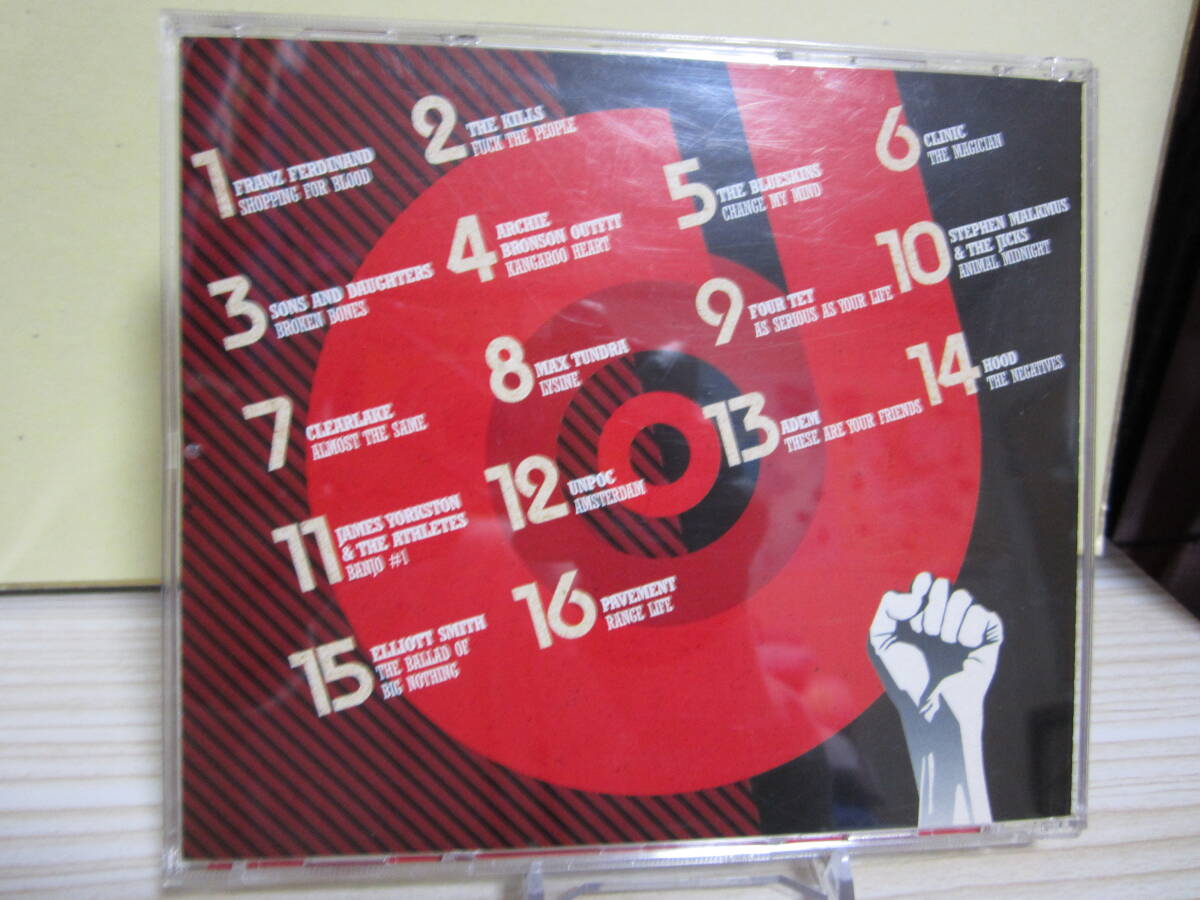 1
FRANZ FERDINAND
SHOPPING FOR BLOOD
2
THE KILLS
FUCK THE PEOPLE
3
SONS AND DAUGHTERS
BROKEN BONES
4
ARCHIE
BRONSON OUTFIT
KANGAROO HEART
5
THE BLUESKINS
CHANGE MY MIND
6
CLINIC
THE MAGICIAN
7
CLEARLAKE
ALMOST THE SAME
8
MAX TUNDRA
LYSINE
9
FOUR TET
AS SERIOUS AS YOUR LIFE
10
STEPHEN MALKMUS
& THE JICKS
ANIMAL MIDNIGHT
11
JAMES YORKSTON
& THE ATHLETES
BANJO #1
12
UNPOC
AMSTERDAM
13
ADEM
THESE ARE YOUR FRIENDS
14
HOOD
THE NEGATIVES
15
ELLIOTT SMITH
THE BALLAD OF
BIG NOTHING
16
PAVEMENT
RANGE LIFE